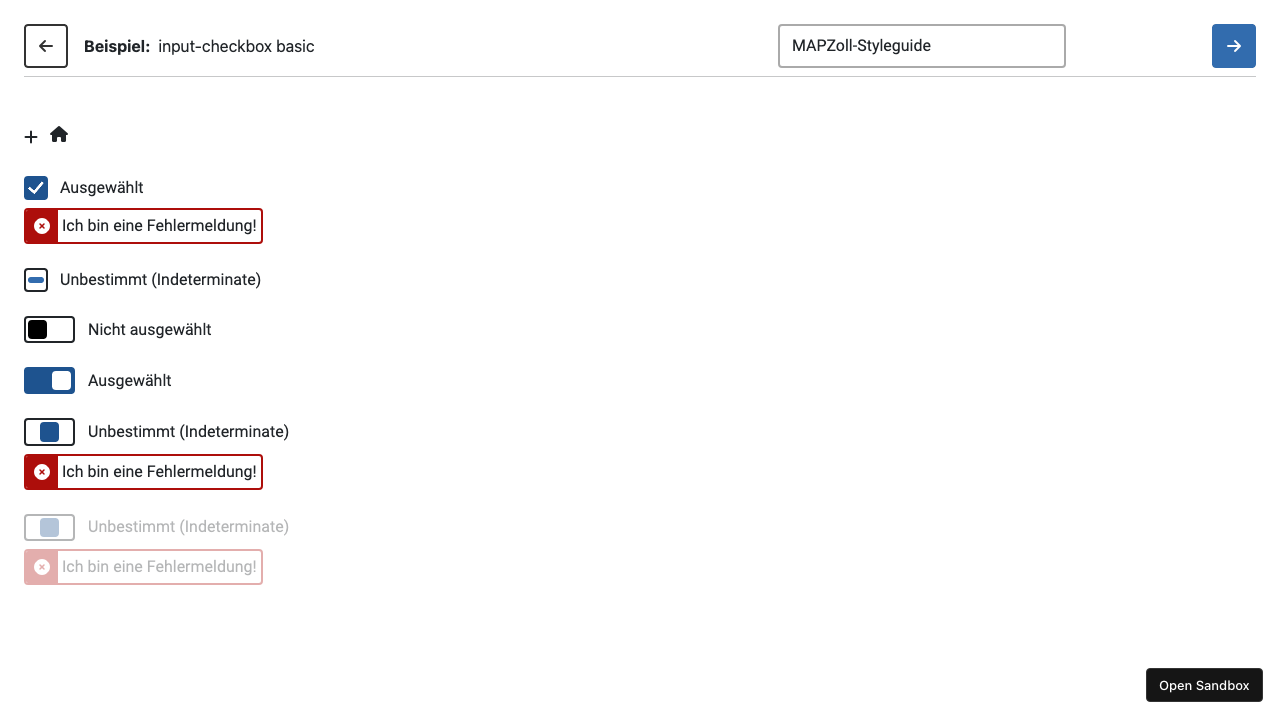 Beispiel: input-checkbox basic
MAPZoll-Styleguide
Ausgewählt
Ich bin eine Fehlermeldung!
Unbestimmt (Indeterminate)
Nicht ausgewählt
Ausgewählt
Unbestimmt (Indeterminate)
Ich bin eine Fehlermeldung!
Unbestimmt (Indeterminate)
Ich bin eine Fehlermeldung!
Open Sandbox